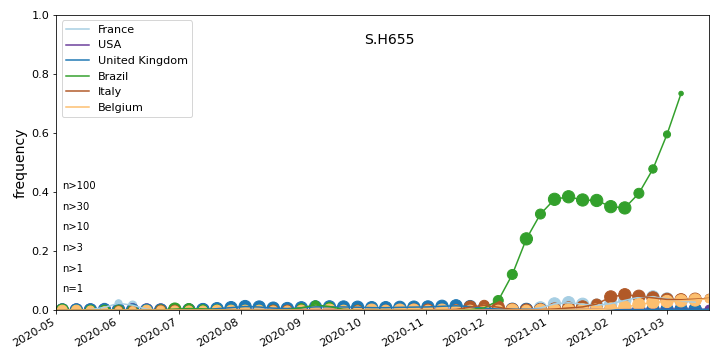 S.H655
France
USA
United Kingdom
Brazil
Italy
Belgium
frequency
1.0
0.8
0.6
0.4
0.2
0.0
n>100
n>30
n>10
n>3
n>1
n=1
2020-05
2020-06
2020-07
2020-08
2020-09
2020-10
2020-11
2020-12
2021-01
2021-02
2021-03